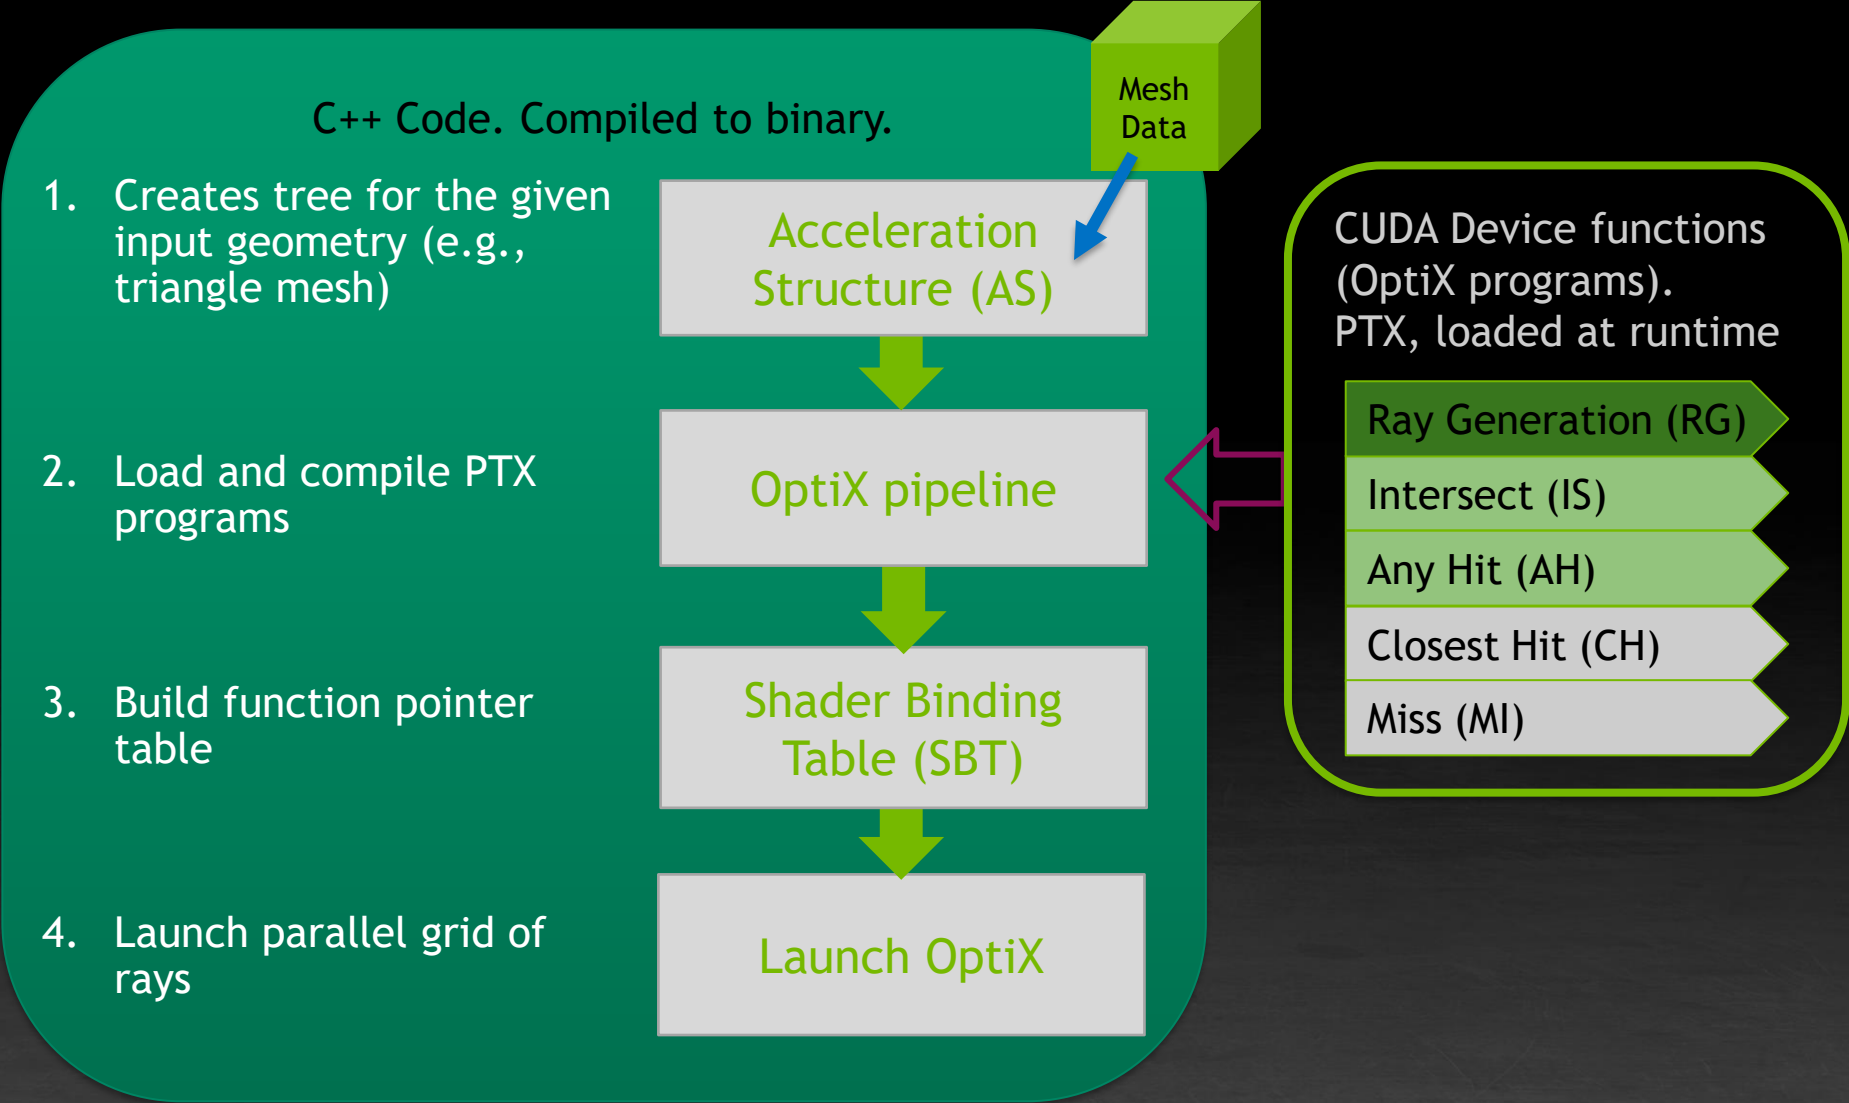 Mesh
Data
C++ Code. Compiled to binary.
1. Creates tree for the given
input geometry (e.g.,
triangle mesh)
Acceleration
Structure (AS)
2. Load and compile PTX
programs
OptiX pipeline
3. Build function pointer
table
Shader Binding
Table (SBT)
4. Launch parallel grid of
rays
Launch OptiX
CUDA Device functions
(OptiX programs).
PTX, loaded at runtime
Ray Generation (RG)
Intersect (IS)
Any Hit (AH)
Closest Hit (CH)
Miss (MI)